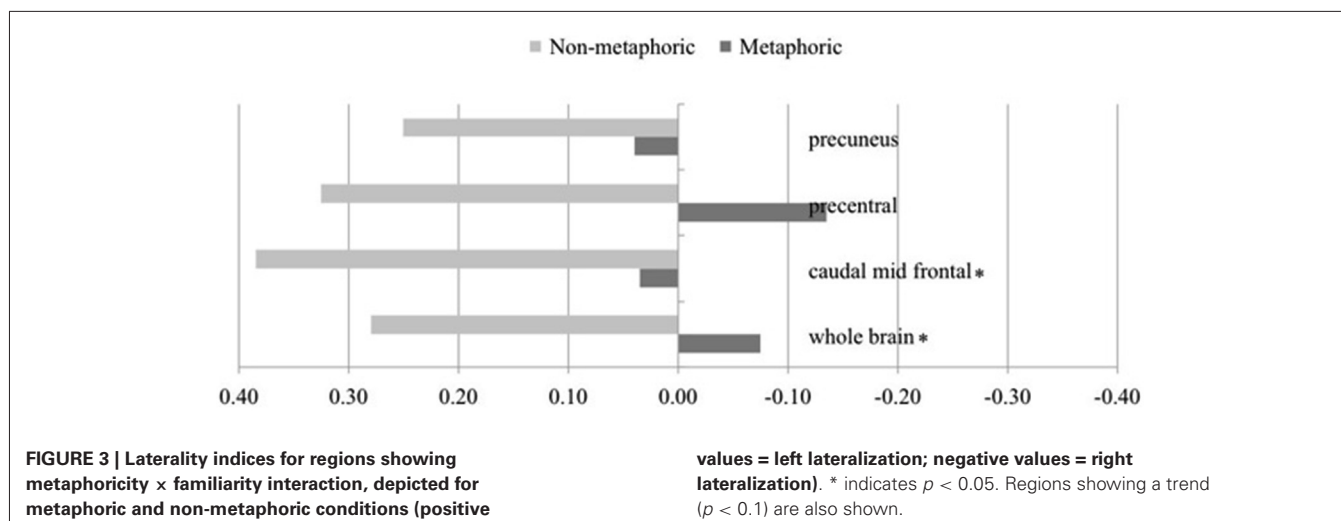 Non-metaphoric Metaphoric
precuneus
precentral
caudal mid frontal *
whole brain *
0.40 0.30 0.20 0.10 0.00 -0.10 -0.20 -0.30 -0.40
FIGURE 3 | Laterality indices for regions showing
metaphoricity × familiarity interaction, depicted for
metaphoric and non-metaphoric conditions (positive
values = left lateralization; negative values = right
lateralization). * indicates p < 0.05. Regions showing a trend
(p < 0.1) are also shown.